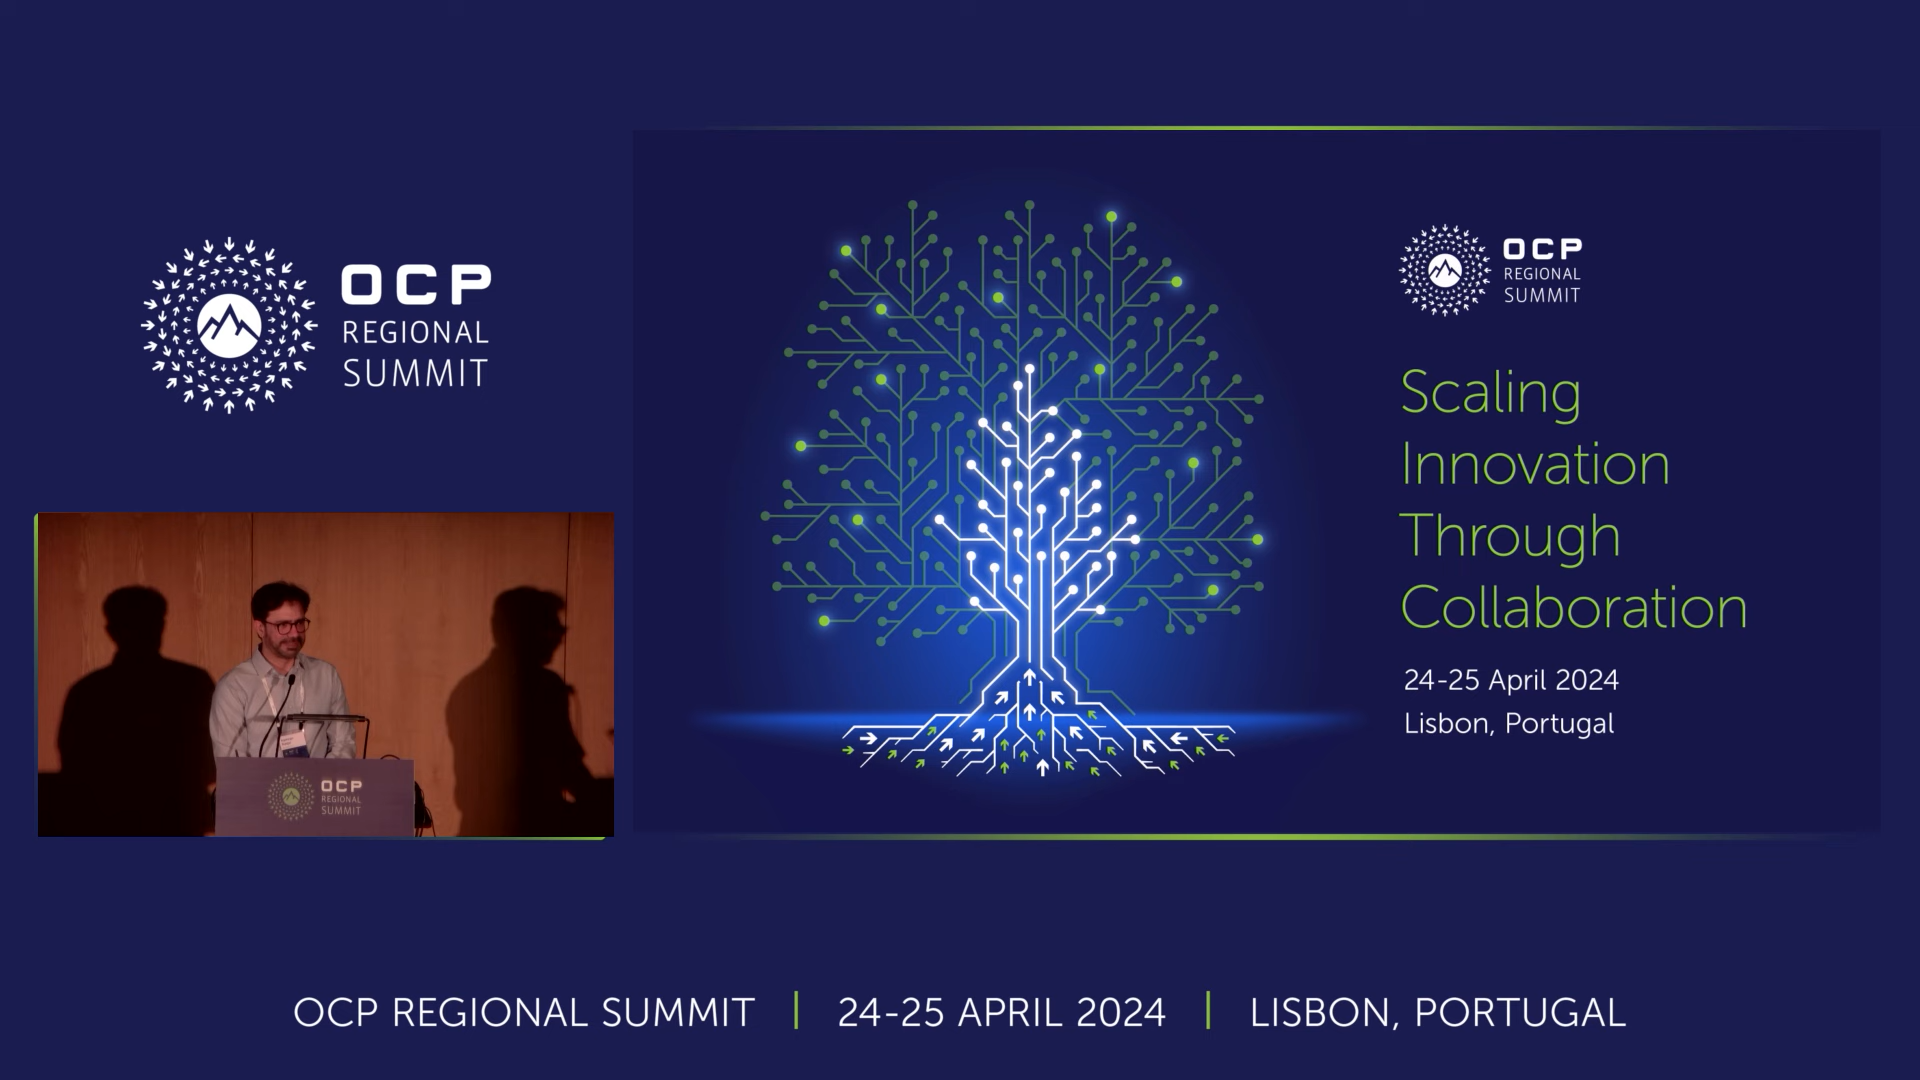 OCP
REGIONAL
SUMMIT
OCP
REGIONAL
SUMMIT
Scaling
Innovation
Through
Collaboration
24-25 April 2024
Lisbon, Portugal
OCP
REGIONAL
SUMMIT
OCP REGIONAL SUMMIT | 24-25 APRIL 2024 | LISBON, PORTUGAL